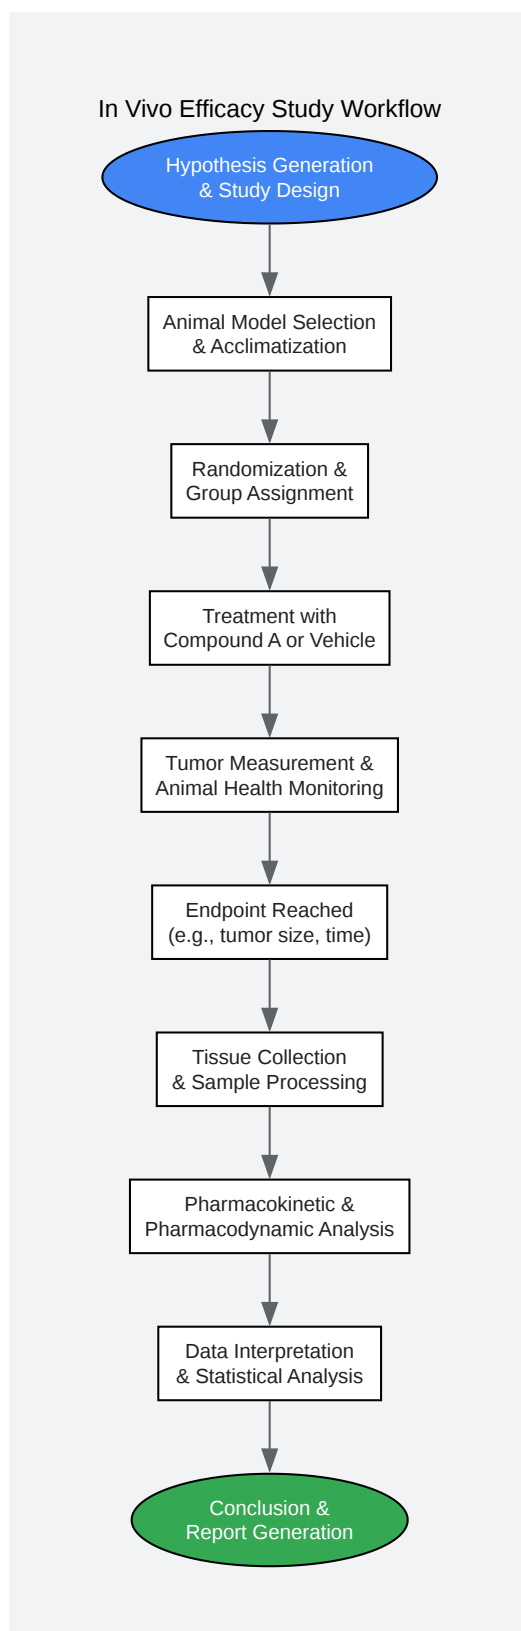 In Vivo Efficacy Study Workflow
Hypothesis Generation
& Study Design
Animal Model Selection
& Acclimatization
Randomization &
Group Assignment
Treatment with
Compound A or Vehicle
Tumor Measurement &
Animal Health Monitoring
Endpoint Reached
(e.g., tumor size, time)
Tissue Collection
& Sample Processing
Pharmacokinetic &
Pharmacodynamic Analysis
Data Interpretation
& Statistical Analysis
Conclusion &
Report Generation